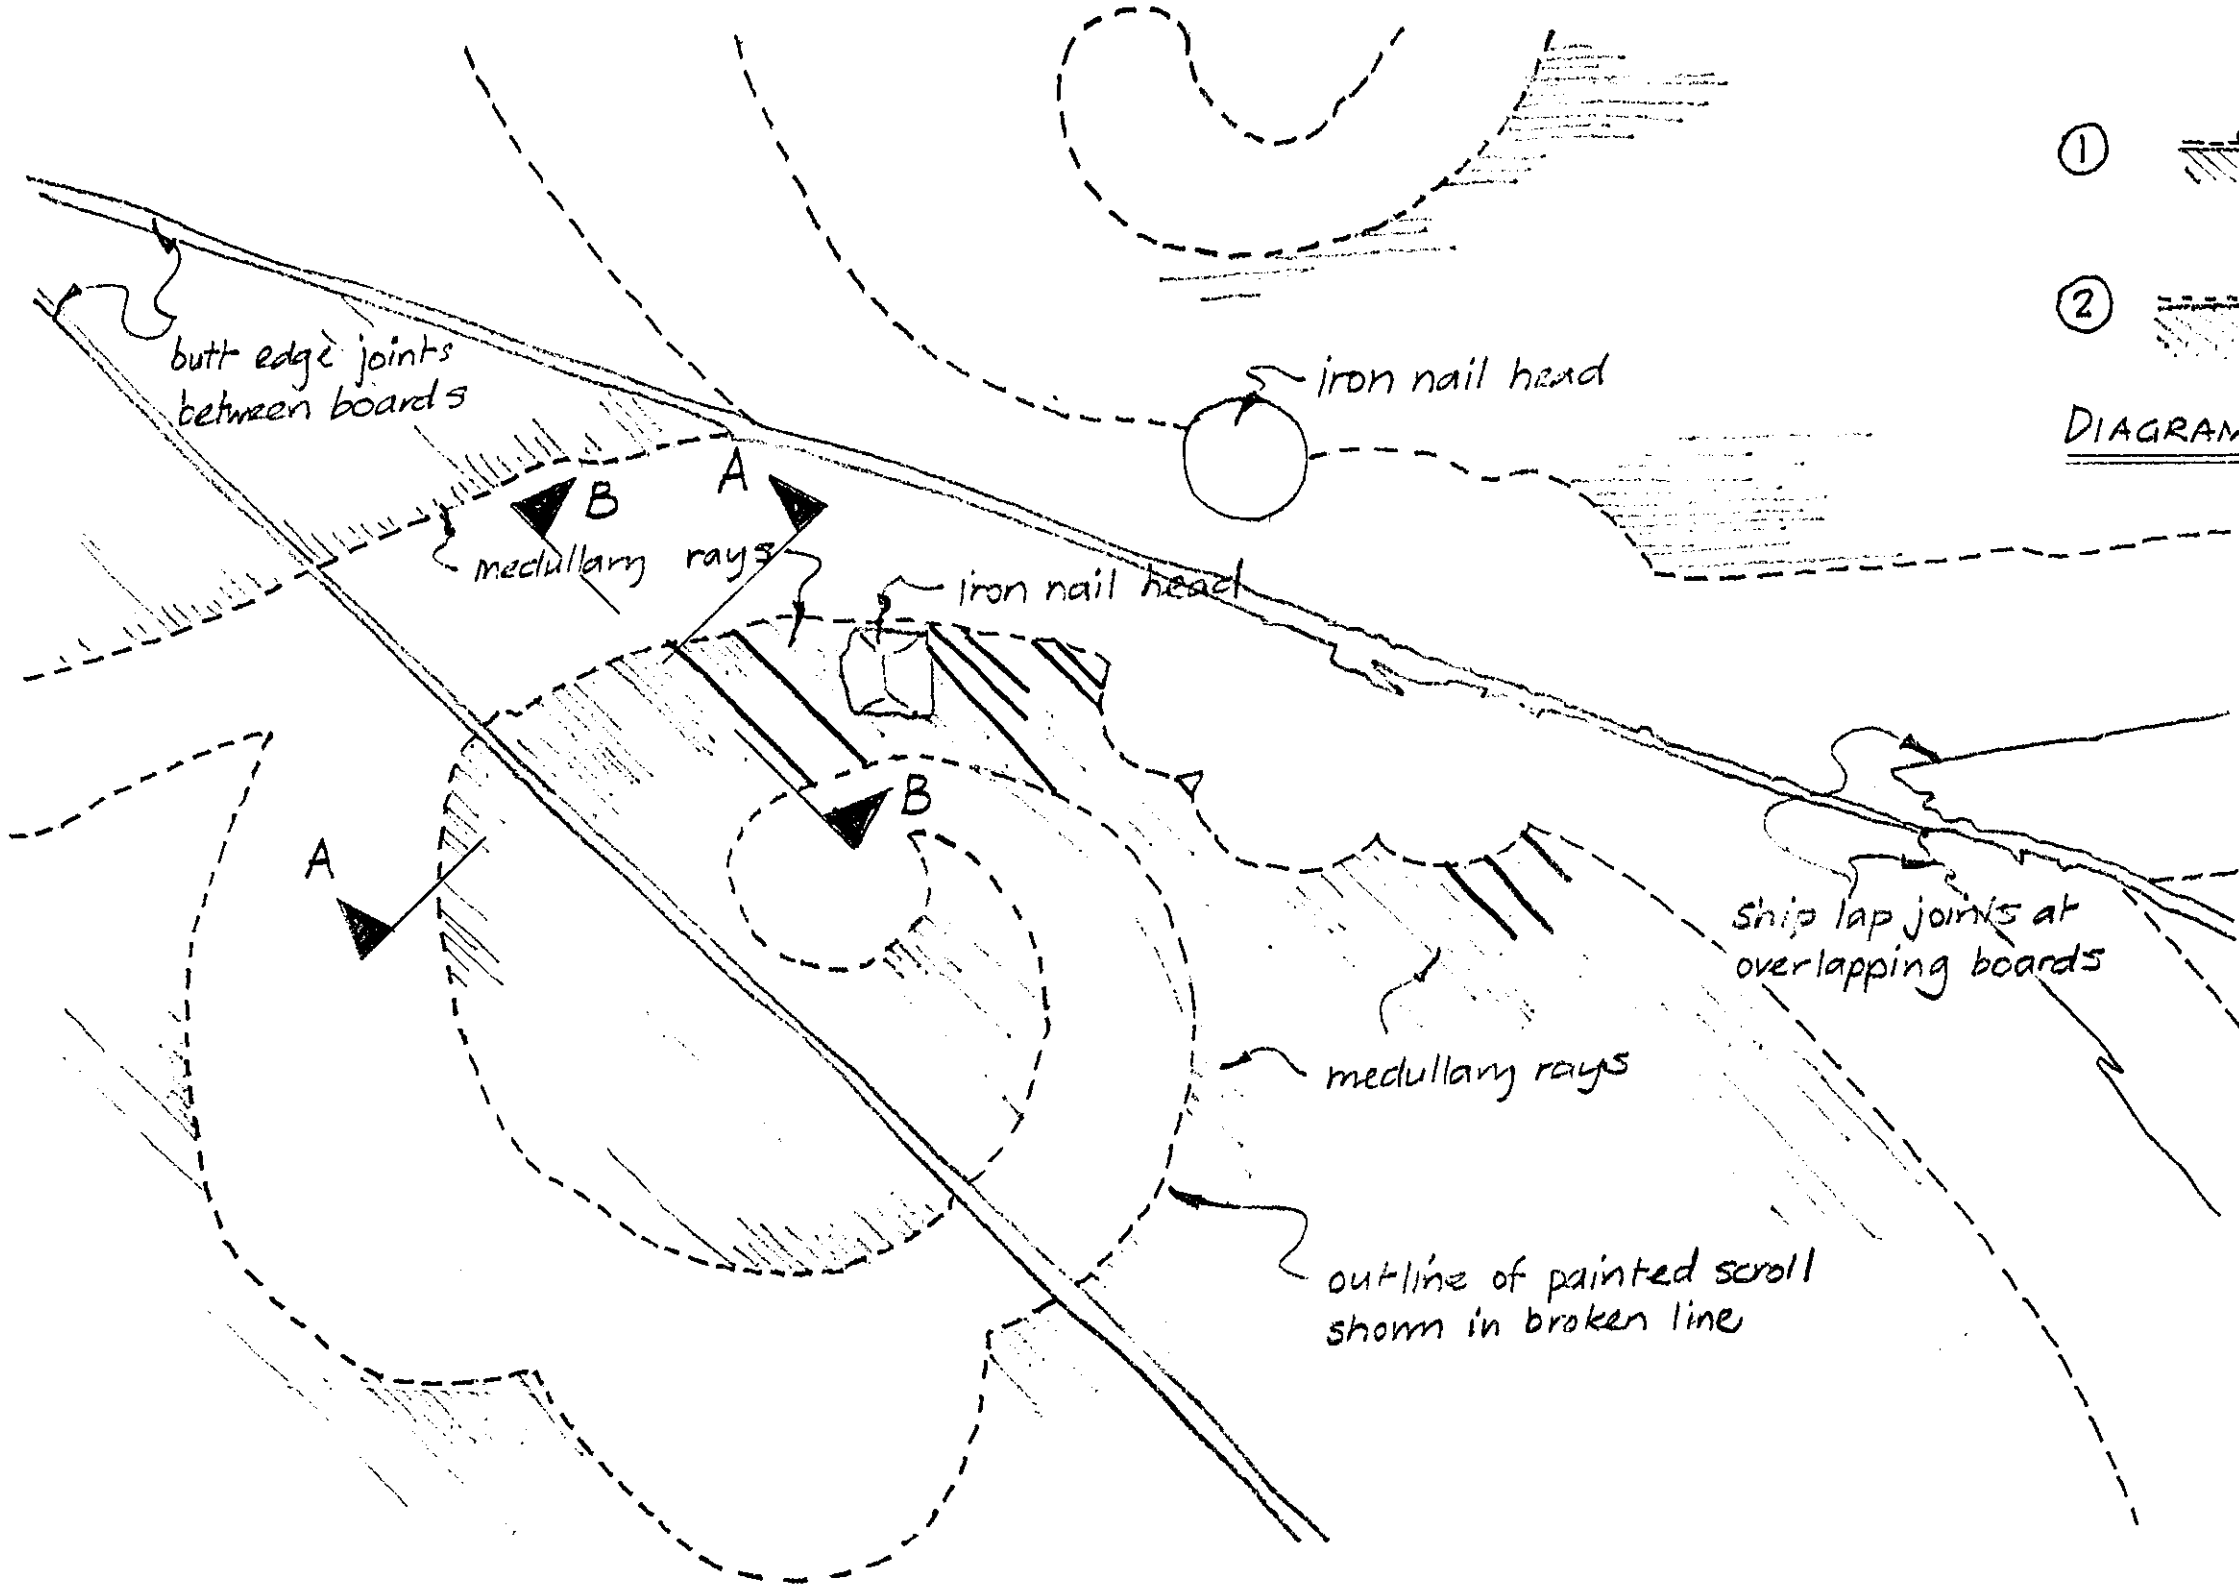 ①
②
butt edge joints
between boards
iron nail head
DIAGRAM
B
A
medullary rays
iron nail head
B
A
ship lap joints at
overlapping boards
medullary rays
outline of painted scroll
shown in broken line